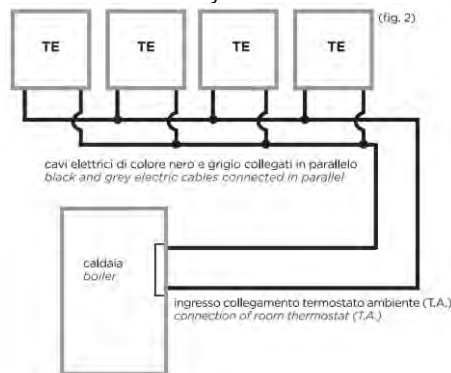 (fig. 2)
TE TE TE TE
cavi elettrici di colore nero e grigio collegati in parallelo
black and grey electric cables connected in parallel
caldaia
boiler
ingresso collegamento termostato ambiente (T.A.)
connection of room thermostat (T.A.)